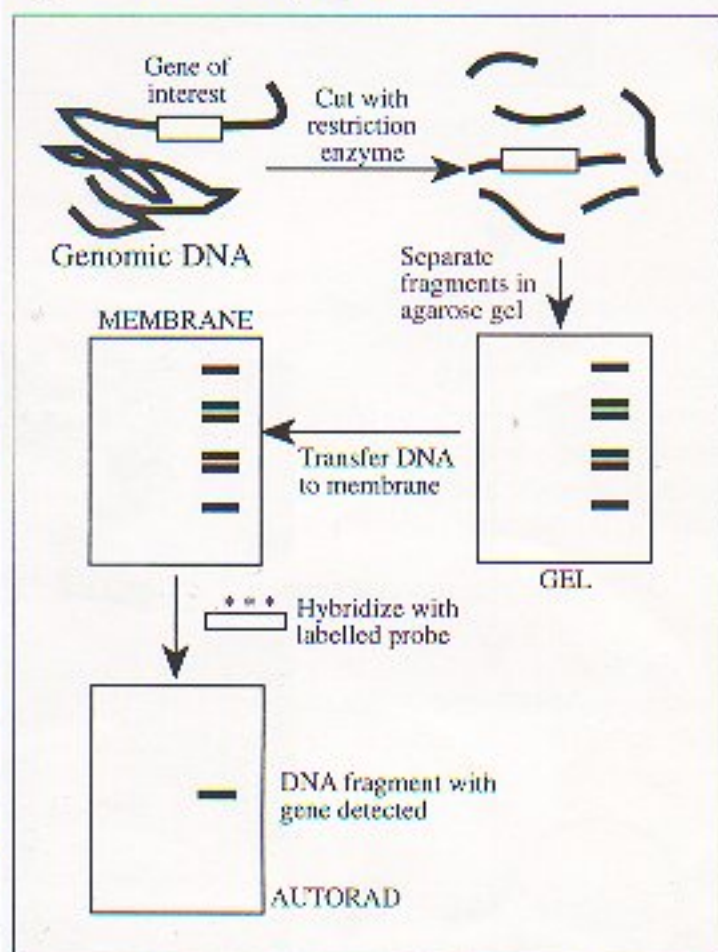 Gene of
interest
Cut with
restriction
enzyme
Genomic DNA
Separate
fragments in
agarose gel
MEMBRANE
Transfer DNA
to membrane
GEL
* * *
Hybridize with
labelled probe
DNA fragment with
gene detected
AUTORAD